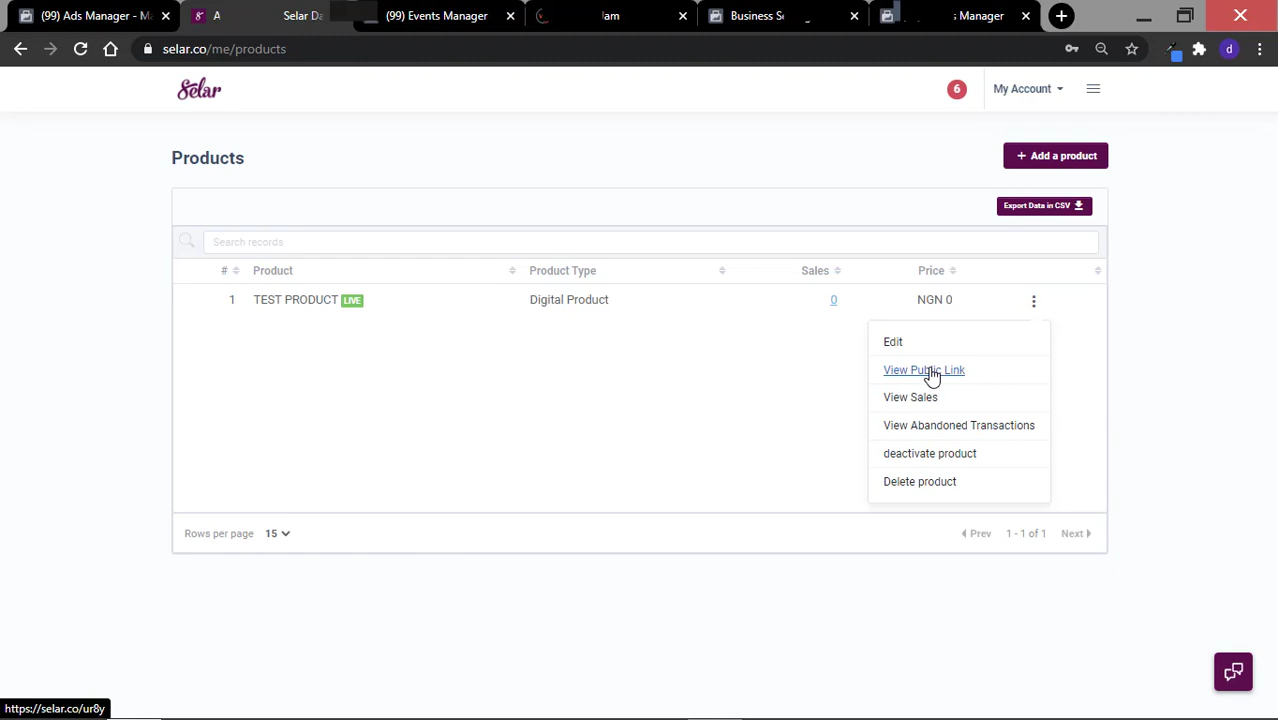 (99) Ads Manager - Ma
A
Selar Da
(99) Events Manager
am
Business Se
s Manager
selar.co/me/products
d
Selar
6
My Account
Products
+ Add a product
Export Data in CSV
Search records
# Product Product Type Sales Price
1 TEST PRODUCT LIVE Digital Product 0 NGN 0
Edit
View Public Link
View Sales
View Abandoned Transactions
deactivate product
Delete product
Rows per page 15
Prev 1 - 1 of 1 Next
https://selar.co/ur8y